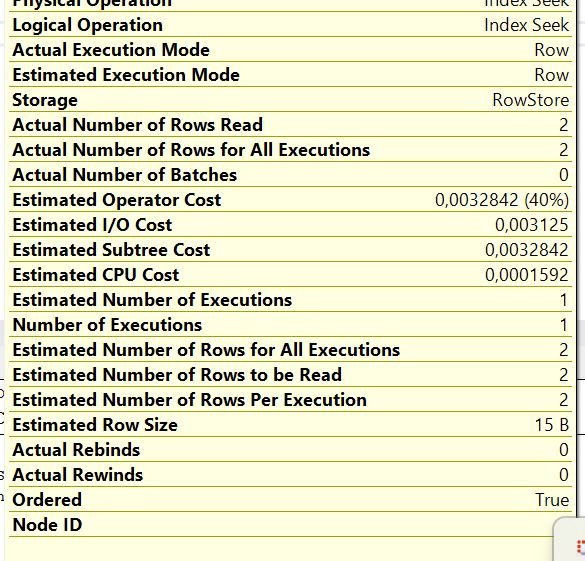 Physical Operation Index Seek
Logical Operation Index Seek
Actual Execution Mode Row
Estimated Execution Mode Row
Storage RowStore
Actual Number of Rows Read 2
Actual Number of Rows for All Executions 2
Actual Number of Batches 0
Estimated Operator Cost 0,0032842 (40%)
Estimated I/O Cost 0,003125
Estimated Subtree Cost 0,0032842
Estimated CPU Cost 0,0001592
Estimated Number of Executions 1
Number of Executions 1
Estimated Number of Rows for All Executions 2
Estimated Number of Rows to be Read 2
Estimated Number of Rows Per Execution 2
Estimated Row Size 15 B
Actual Rebinds 0
Actual Rewinds 0
Ordered True
Node ID